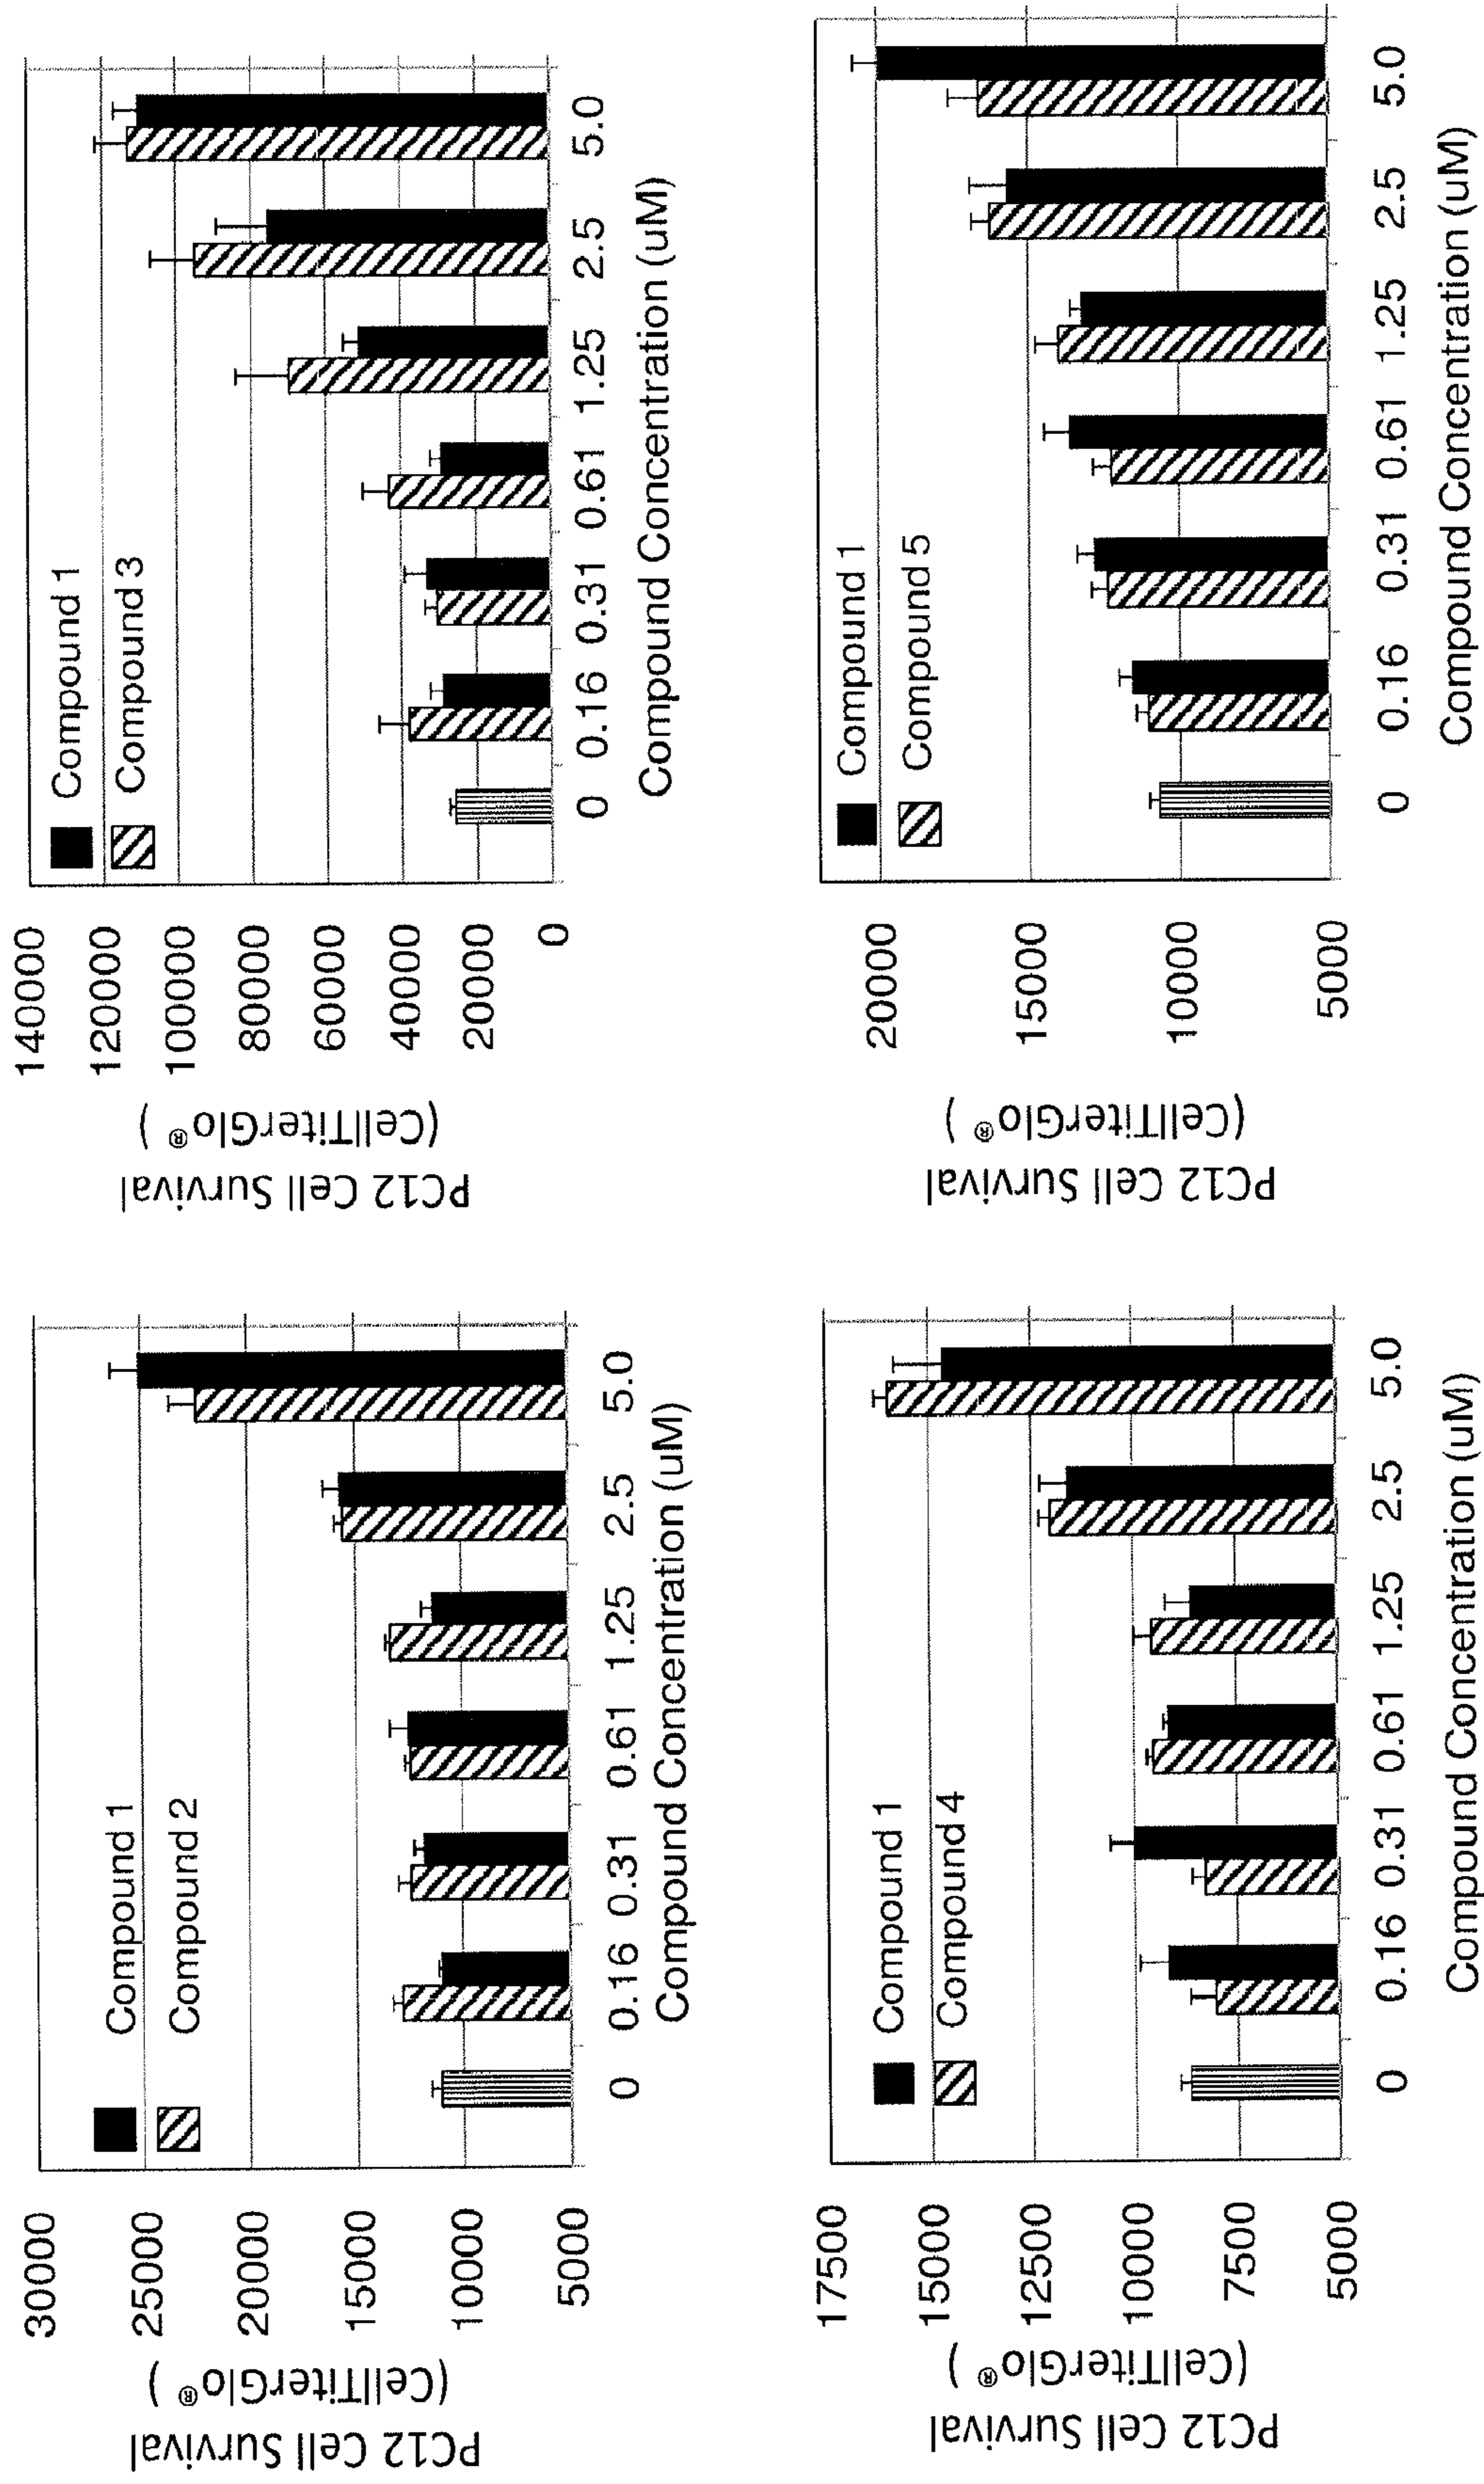 PC12 Cell Survival
(CellTiterGlo® )
30000
25000
20000
15000
10000
5000
Compound 1
Compound 2
0 0.16 0.31 0.61 1.25 2.5 5.0
Compound Concentration (uM)
PC12 Cell Survival
(CellTiterGlo® )
140000
120000
100000
80000
60000
40000
20000
0
Compound 1
Compound 3
0 0.16 0.31 0.61 1.25 2.5 5.0
Compound Concentration (uM)
PC12 Cell Survival
(CellTiterGlo® )
17500
15000
12500
10000
7500
5000
Compound 1
Compound 4
0 0.16 0.31 0.61 1.25 2.5 5.0
Compound Concentration (uM)
PC12 Cell Survival
(CellTiterGlo® )
20000
15000
10000
5000
Compound 1
Compound 5
0 0.16 0.31 0.61 1.25 2.5 5.0
Compound Concentration (uM)